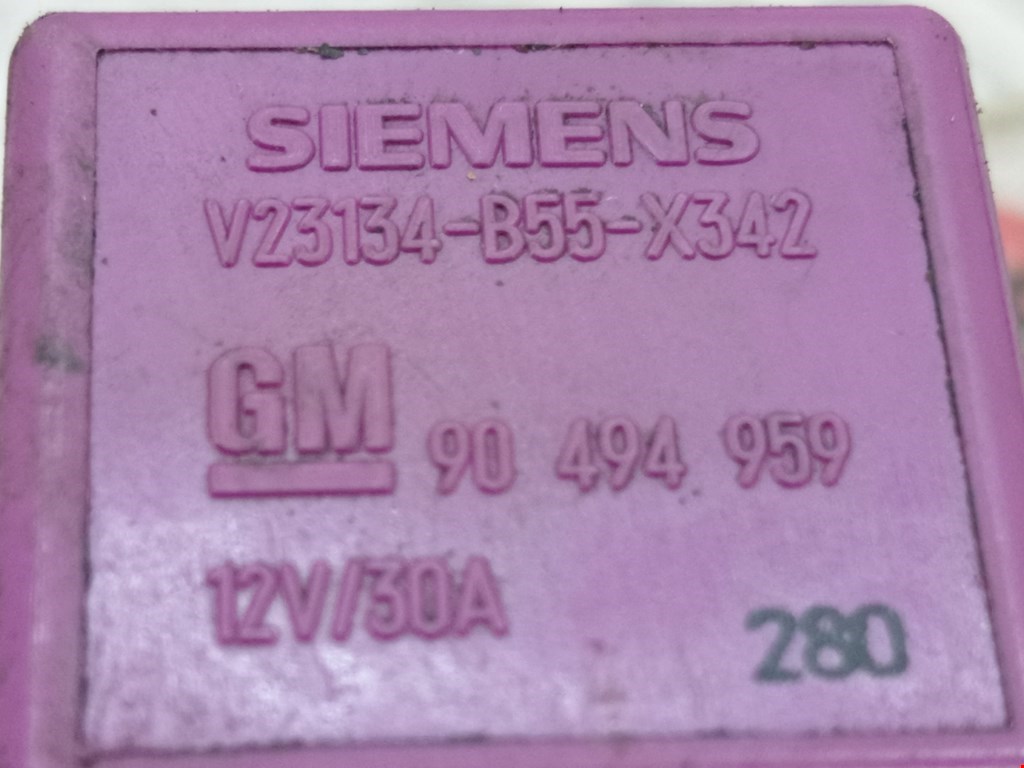 SIEMENS
V23134-B55-X342
GM 90 494 959
12V/30A
280